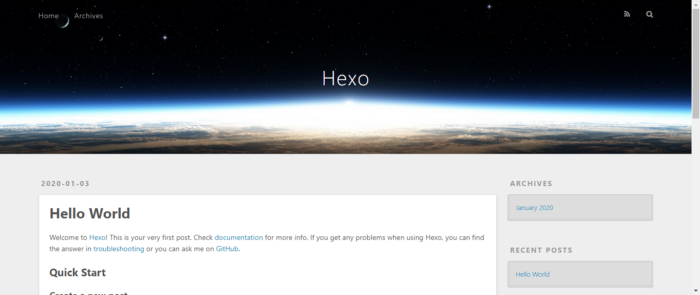 Home Archives
Hexo
2020-01-03
Hello World
Welcome to Hexo! This is your very first post. Check documentation for more info. If you get any problems when using Hexo, you can find
the answer in troubleshooting or you can ask me on GitHub.
Quick Start
Create a new post
ARCHIVES
January 2020
RECENT POSTS
Hello World